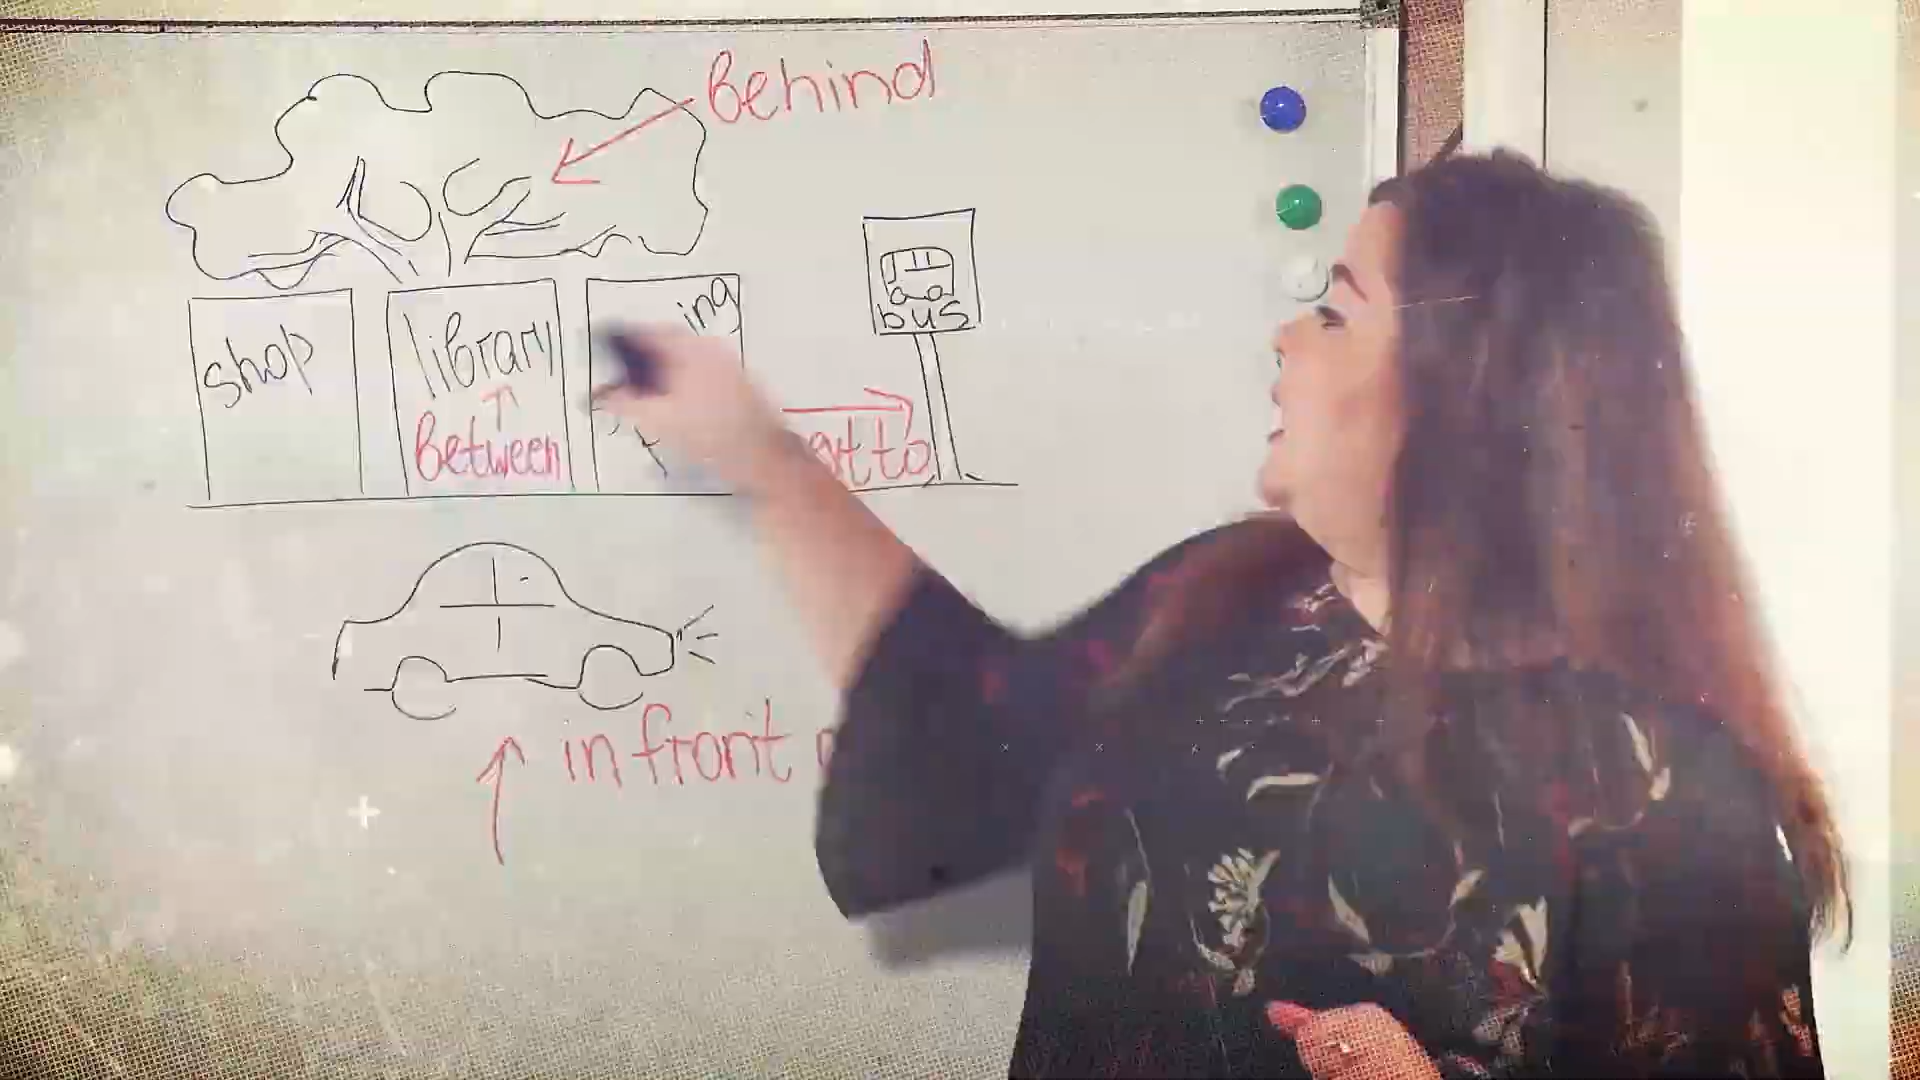 Behind
shop
library
ing
bus
Between
in front